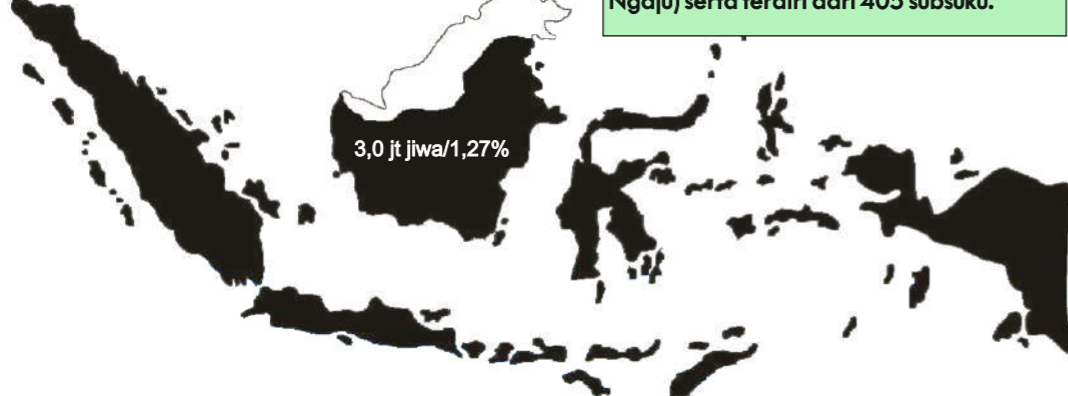 Ngaju) serta terdiri dari 405 subsuku.
3,0 jt jiwa/1,27%